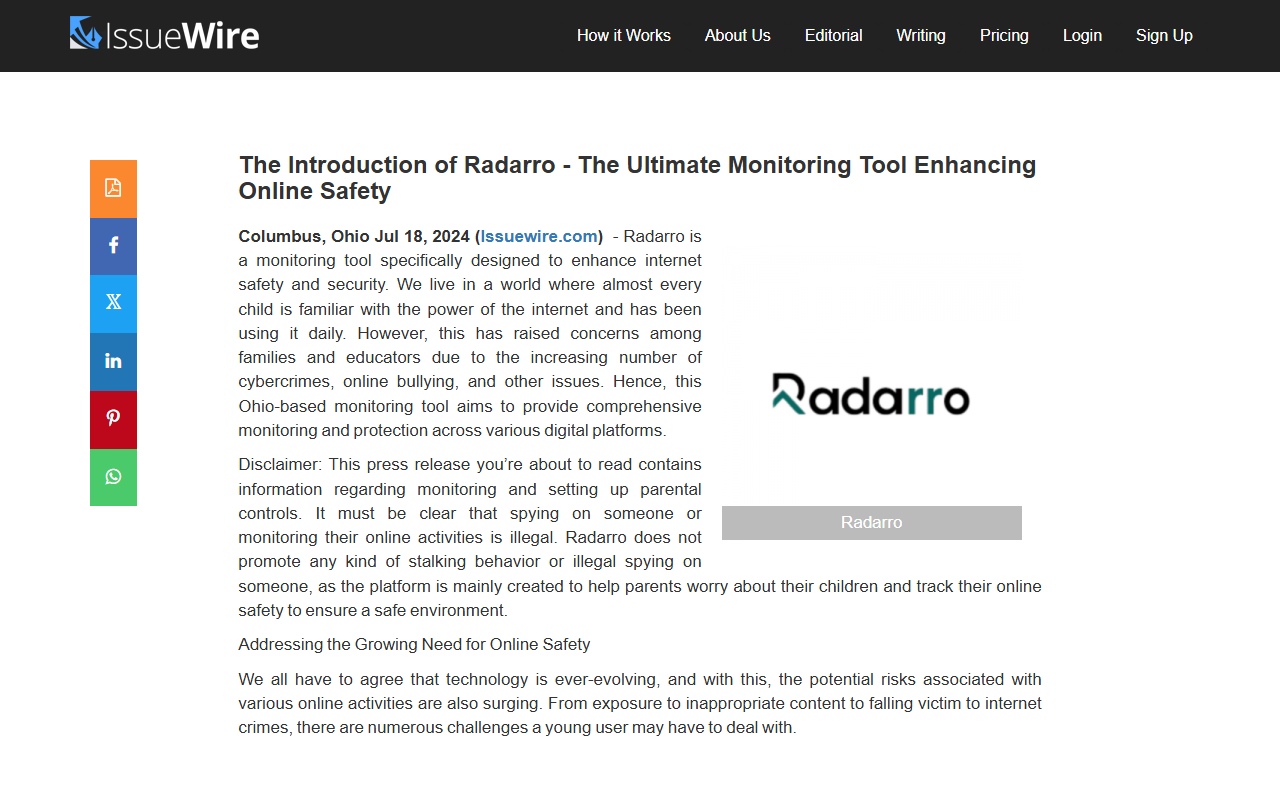 IssueWire
How it Works About Us Editorial Writing Pricing Login Sign Up
The Introduction of Radarro - The Ultimate Monitoring Tool Enhancing
Online Safety
Columbus, Ohio Jul 18, 2024 (Issuewire.com) - Radarro is
a monitoring tool specifically designed to enhance internet
safety and security. We live in a world where almost every
child is familiar with the power of the internet and has been
using it daily. However, this has raised concerns among
families and educators due to the increasing number of
cybercrimes, online bullying, and other issues. Hence, this
Ohio-based monitoring tool aims to provide comprehensive
monitoring and protection across various digital platforms.
Radarro
Radarro
Disclaimer: This press release you’re about to read contains
information regarding monitoring and setting up parental
controls. It must be clear that spying on someone or
monitoring their online activities is illegal. Radarro does not
promote any kind of stalking behavior or illegal spying on
someone, as the platform is mainly created to help parents worry about their children and track their online
safety to ensure a safe environment.
Addressing the Growing Need for Online Safety
We all have to agree that technology is ever-evolving, and with this, the potential risks associated with
various online activities are also surging. From exposure to inappropriate content to falling victim to internet
crimes, there are numerous challenges a young user may have to deal with.